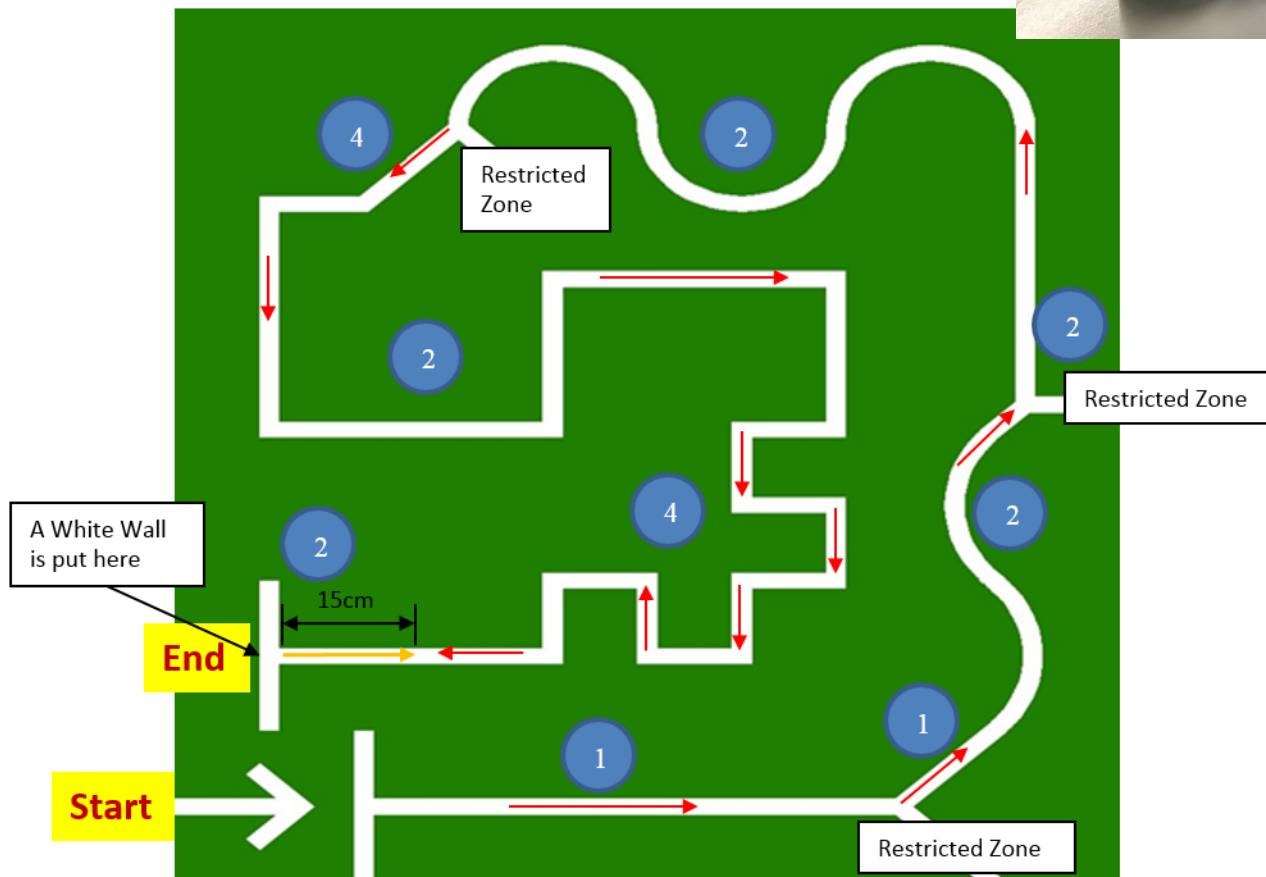 4
2
Restricted
Zone
2
2
Restricted Zone
4
2
A White Wall
is put here
2
15cm
End
1
1
Start
Restricted Zone